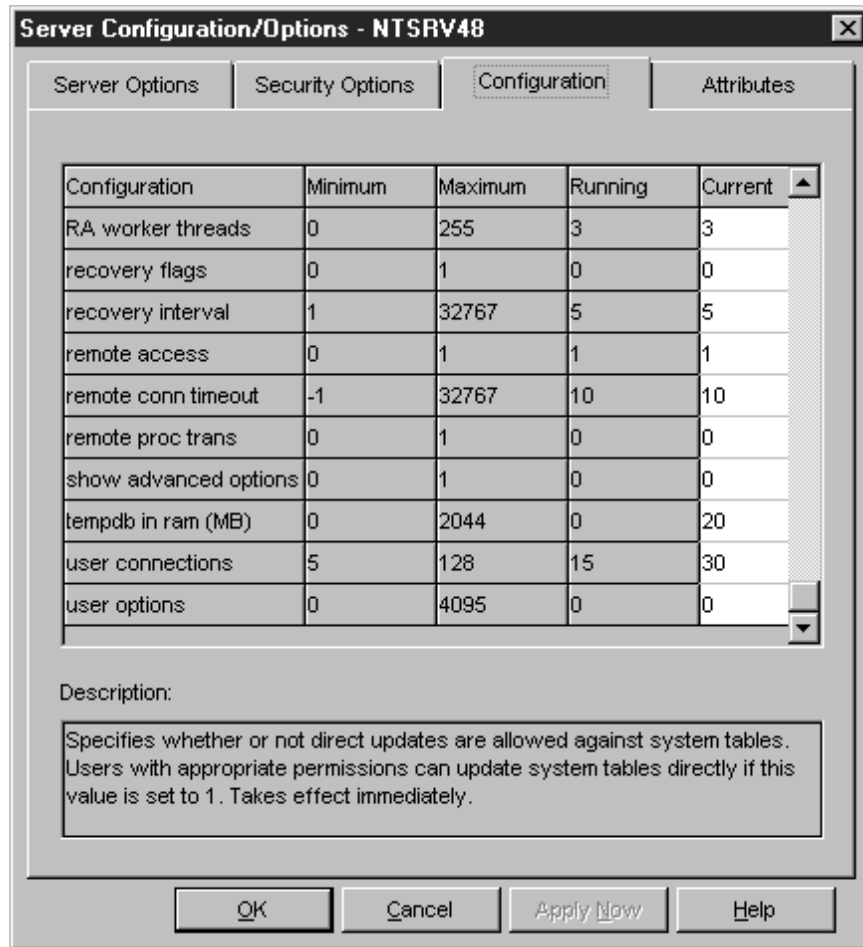 Server Configuration/Options - NTSRV48
Server Options Security Options Configuration Attributes
Configuration Minimum Maximum Running Current
RA worker threads 0 255 3 3
recovery flags 0 1 0 0
recovery interval 1 32767 5 5
remote access 0 1 1 1
remote conn timeout -1 32767 10 10
remote proc trans 0 1 0 0
show advanced options 0 1 0 0
tempdb in ram (MB) 0 2044 0 20
user connections 5 128 15 30
user options 0 4095 0 0
Description:
Specifies whether or not direct updates are allowed against system tables.
Users with appropriate permissions can update system tables directly if this
value is set to 1. Takes effect immediately.
OK Cancel Apply Now Help